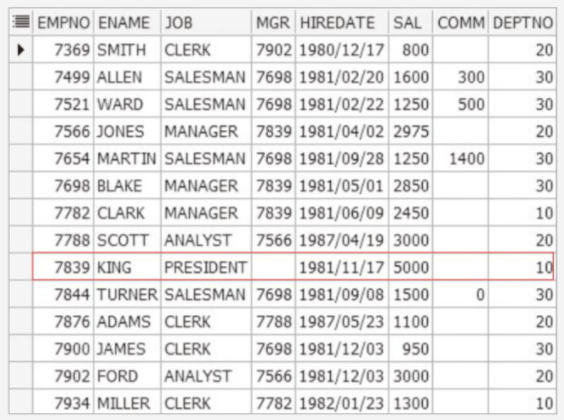 EMPNO ENAME JOB MGR HIREDATE SAL COMM DEPTNO
7369 SMITH CLERK 7902 1980/12/17 800 20
7499 ALLEN SALESMAN 7698 1981/02/20 1600 300 30
7521 WARD SALESMAN 7698 1981/02/22 1250 500 30
7566 JONES MANAGER 7839 1981/04/02 2975 20
7654 MARTIN SALESMAN 7698 1981/09/28 1250 1400 30
7698 BLAKE MANAGER 7839 1981/05/01 2850 30
7782 CLARK MANAGER 7839 1981/06/09 2450 10
7788 SCOTT ANALYST 7566 1987/04/19 3000 20
7839 KING PRESIDENT 1981/11/17 5000 10
7844 TURNER SALESMAN 7698 1981/09/08 1500 0 30
7876 ADAMS CLERK 7788 1987/05/23 1100 20
7900 JAMES CLERK 7698 1981/12/03 950 30
7902 FORD ANALYST 7566 1981/12/03 3000 20
7934 MILLER CLERK 7782 1982/01/23 1300 10